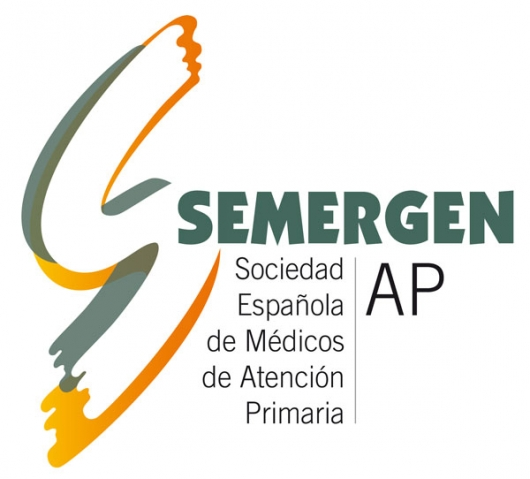 SEMERGEN
Sociedad
Española
de Médicos
de Atención
Primaria
AP